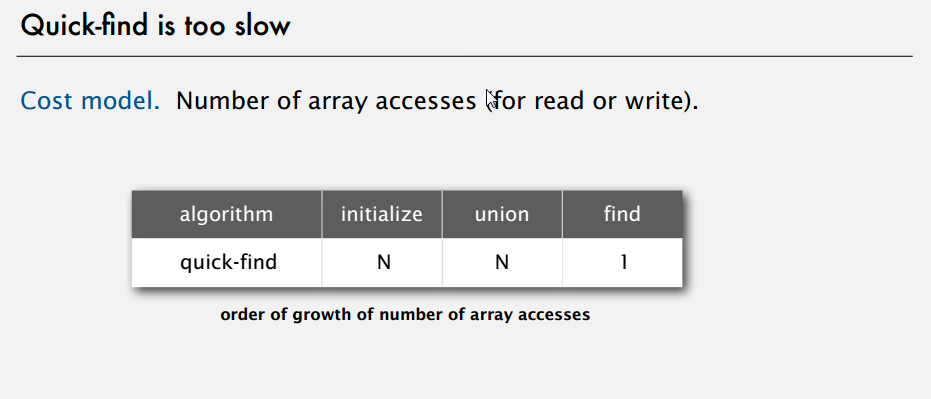 Quick-find is too slow
Cost model. Number of array accesses (for read or write).
algorithm initialize union find
quick-find N N 1
order of growth of number of array accesses